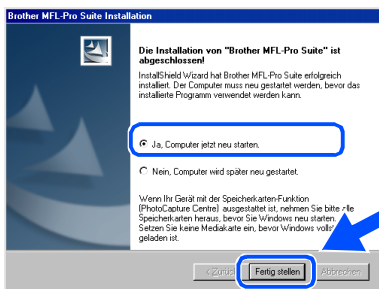 Brother MFL-Pro Suite Installation
Die Installation von "Brother MFL-Pro Suite" ist
abgeschlossen!
InstallShield Wizard hat Brother MFL-Pro Suite erfolgreich
installiert. Der Computer muss neu gestartet werden, bevor das
installierte Programm verwendet werden kann.
Ja, Computer jetzt neu starten.
Nein, Computer wird später neu gestartet.
Wenn Ihr Gerät mit der Speicherkarten-Funktion
(PhotoCapture Centre) ausgestattet ist, nehmen Sie bitte alle
Speicherkarten heraus, bevor Sie Windows neu starten.
Setzen Sie keine Mediakarte ein, bevor Windows
geladen ist.
< Zurück Fertig stellen Abbrechen